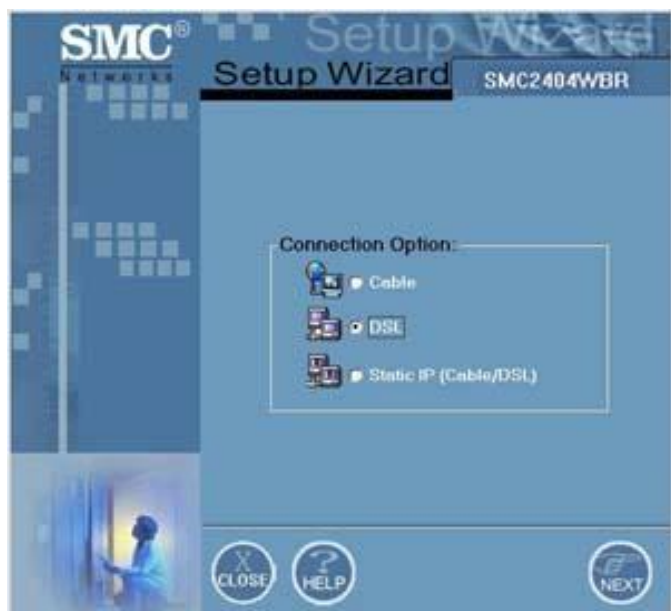 SMC®
Networks
Setup Wizard
Setup Wizard
SMC2404WBR
Connection Option:
Cable
DSL
Static IP (Cable/DSL)
X
CLOSE
?
HELP
NEXT